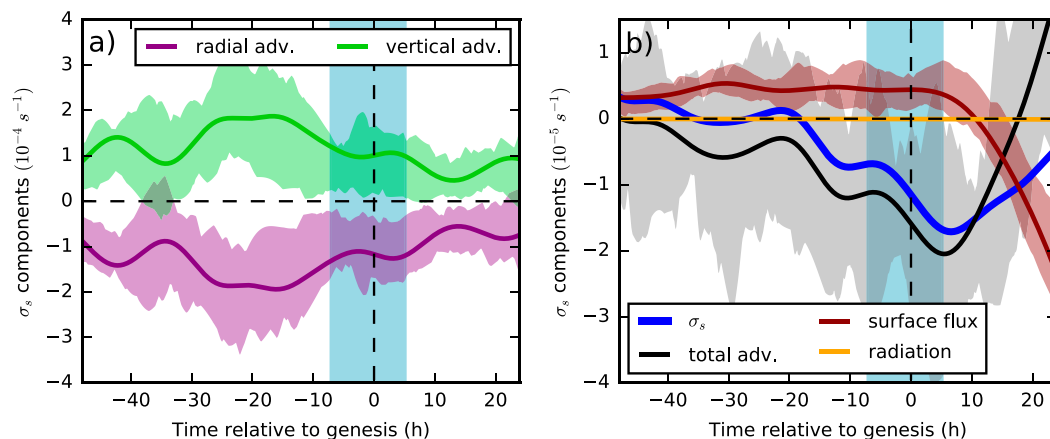 a)
radial adv.
vertical adv.
4
3
2
1
0
−1
−2
−3
−4
σs components (10⁻⁴ s⁻¹)
−40
−30
−20
−10
0
10
20
Time relative to genesis (h)
b)
1
0
−1
−2
−3
−4
σs components (10⁻⁵ s⁻¹)
σs
total adv.
surface flux
radiation
−40
−30
−20
−10
0
10
20
Time relative to genesis (h)